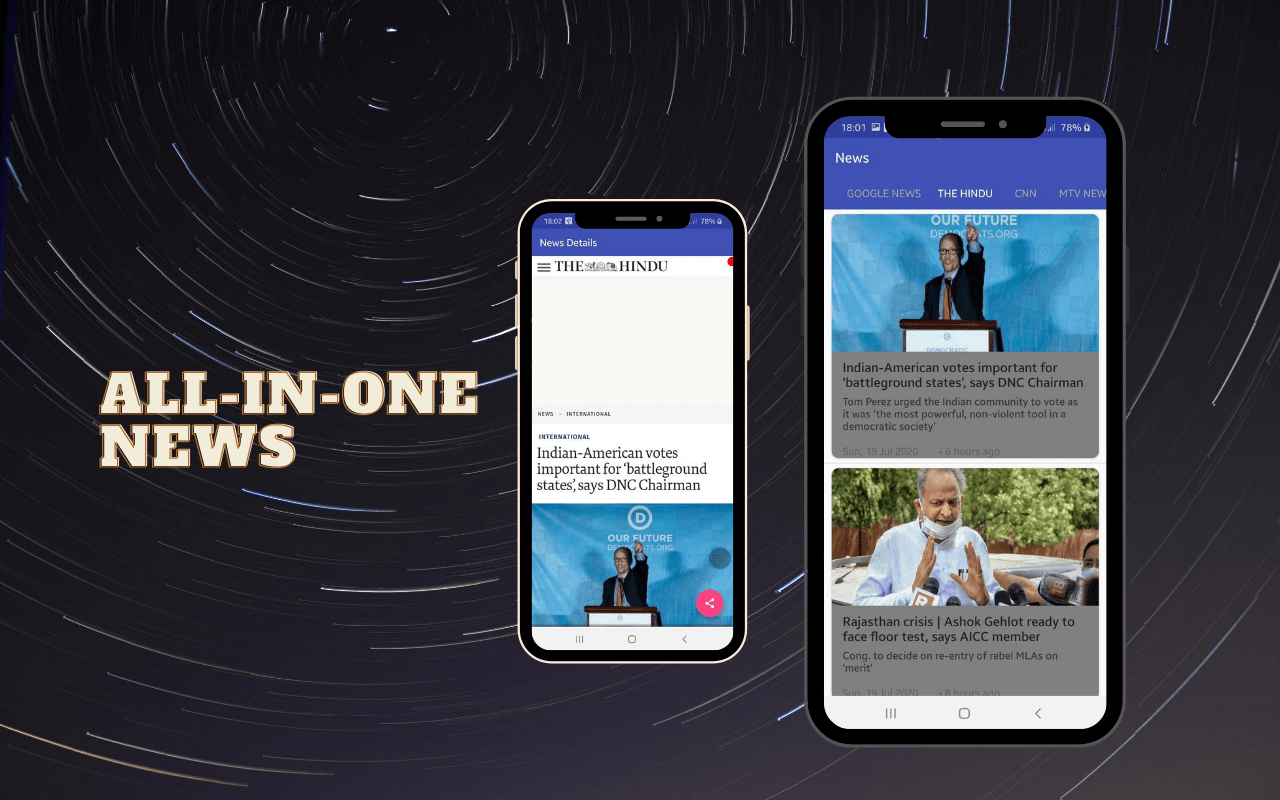 ALL-IN-ONE
NEWS
18:02
78%
News Details
THE HINDU
NEWS
INTERNATIONAL
INTERNATIONAL
Indian-American votes
important for ‘battleground
states’, says DNC Chairman
D
OUR FUTURE
DEMOCRATS.ORG
18:01
78%
News
GOOGLE NEWS
THE HINDU
CNN
MTV NEW
OUR FUTURE
DEMOCRATS.ORG
DEMOCRATIC
Indian-American votes important for
‘battleground states’, says DNC Chairman
Tom Perez urged the Indian community to vote as
it was ‘the most powerful, non-violent tool in a
democratic society’
Sun, 19 Jul 2020 • 6 hours ago
R
Rajasthan crisis | Ashok Gehlot ready to
face floor test, says AICC member
Cong. to decide on re-entry of rebel MLAs on
‘merit’
Sun, 19 Jul 2020 • 6 hours ago